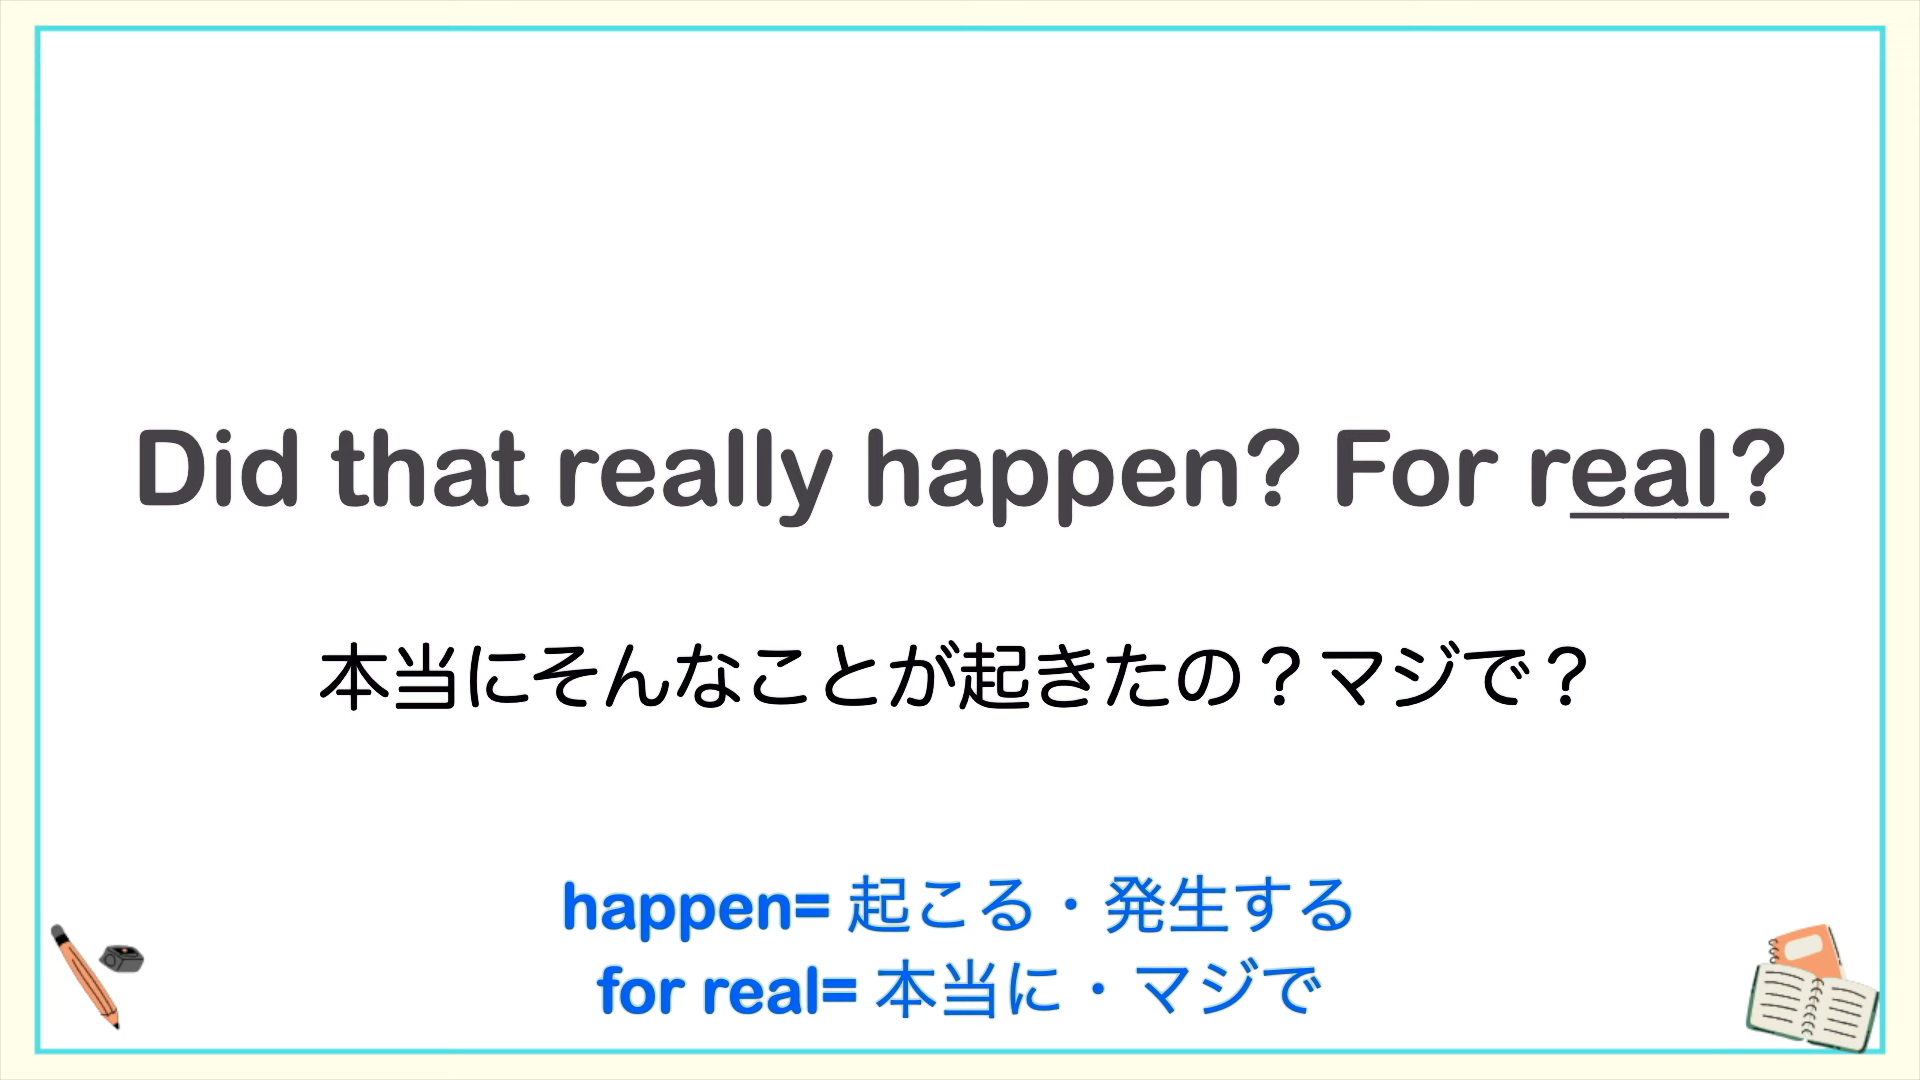 Did that really happen? For real?
本当にそんなことが起きたの？マジで？
happen= 起こる・発生する
for real= 本当に・マジで